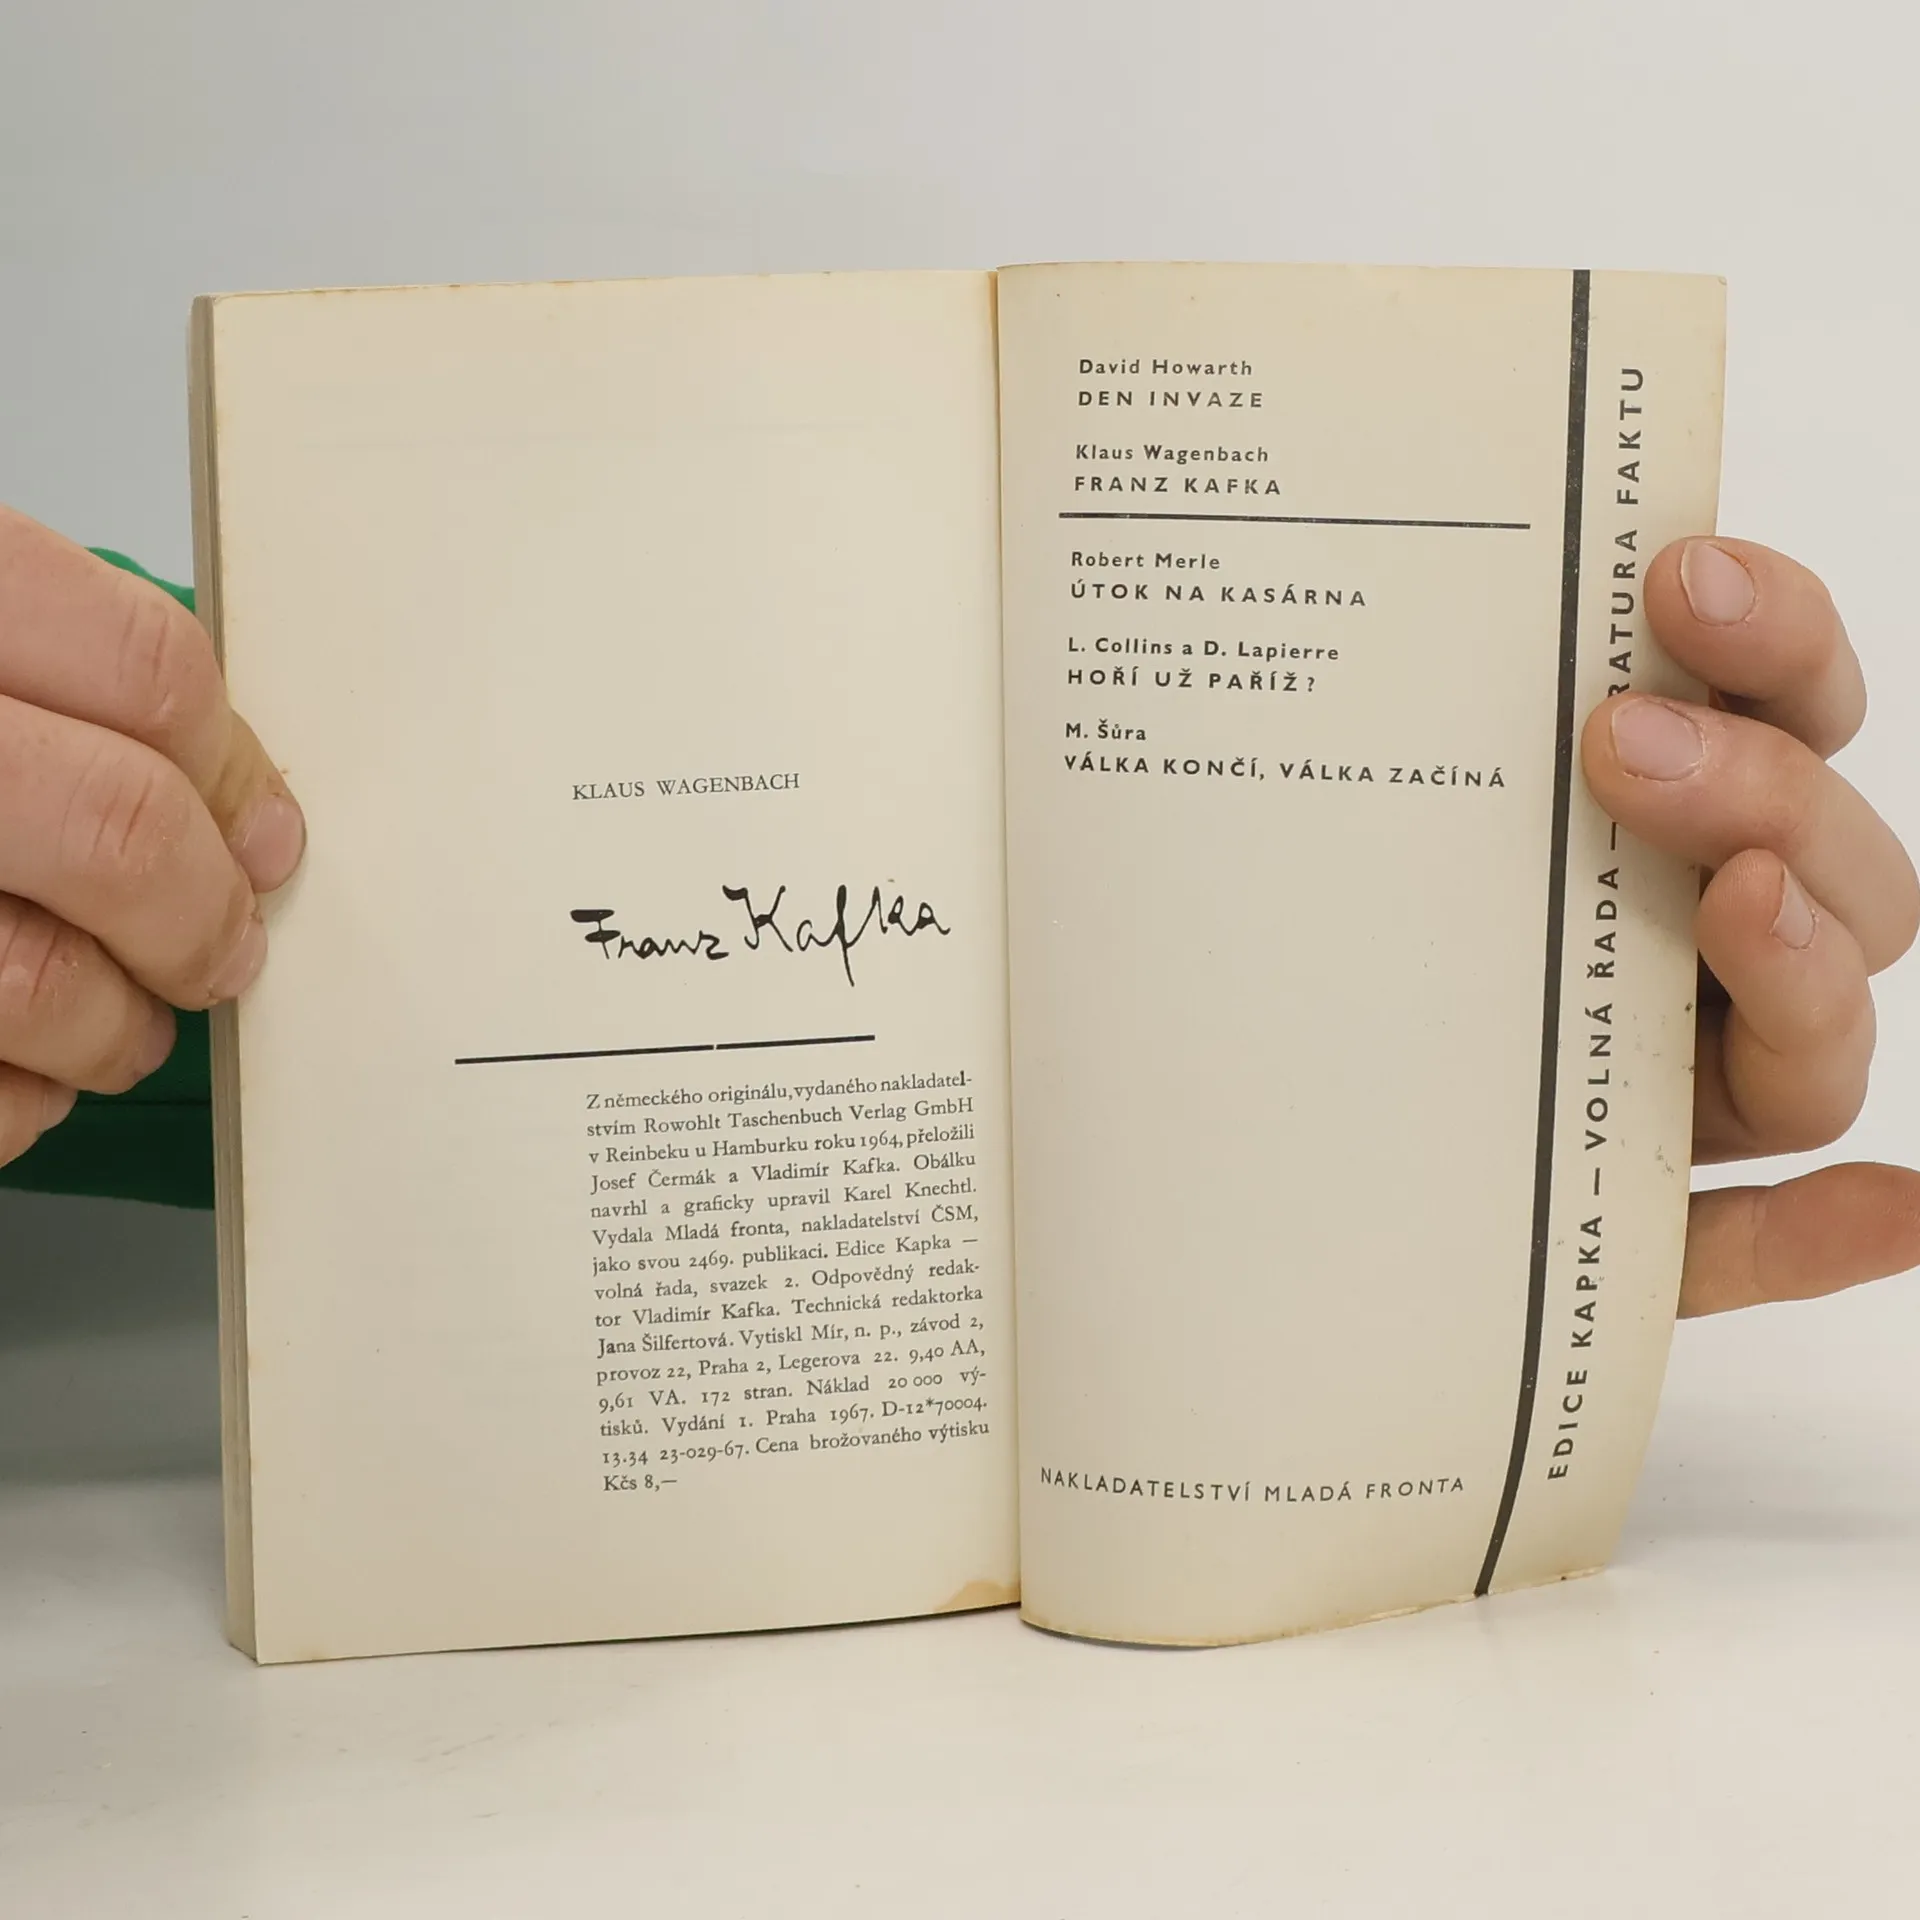 KLAUS WAGENBACH
Franz Kafka
Z německého originálu, vydaného nakladatel-
stvím Rowohlt Taschenbuch Verlag GmbH
v Reinbeku u Hamburku roku 1964, přeložili
Josef Čermák a Vladimír Kafka. Obálku
navrhl a graficky upravil Karel Knechtl.
Vydala Mladá fronta, nakladatelství ČSM,
jako svou 2469. publikaci. Edice Kapka —
volná řada, svazek 2. Odpovědný redak-
tor Vladimír Kafka. Technická redaktorka
Jana Šilfertová. Vytiskl Mír, n. p., závod 2,
provoz 22, Praha 2, Legerova 22. 9,40 AA,
9,61 VA. 172 stran. Náklad 20 000 vý-
tisků. Vydání 1. Praha 1967. D-12*70004.
13.34 23-029-67. Cena brožovaného výtisku
Kčs 8,—
David Howarth
DEN INVAZE
Klaus Wagenbach
FRANZ KAFKA
Robert Merle
ÚTOK NA KASÁRNA
L. Collins a D. Lapierre
HOŘÍ UŽ PAŘÍŽ?
M. Šůra
VÁLKA KONČÍ, VÁLKA ZAČÍNÁ
NAKLADATELSTVÍ MLADÁ FRONTA
EDICE KAPKA — VOLNÁ ŘADA — RATURA FAKTU